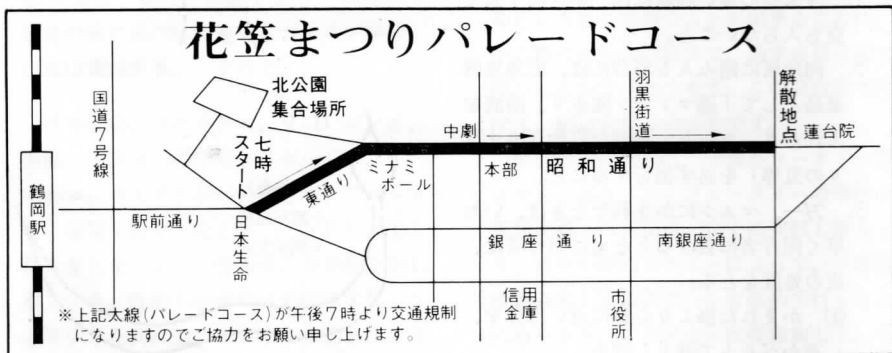 花笠まつりパレードコース
国道7号線
鶴岡駅
駅前通り
北公園
集合場所
七時
スタート
日本生命
東通り
ミナミ
ボール
中劇
本部
昭和通り
羽黒街道
解散地点
蓮台院
銀座通り
南銀座通り
信用
金庫
市役所
※上記太線(パレードコース)が午後7時より交通規制
になりますのでご協力をお願い申し上げます。